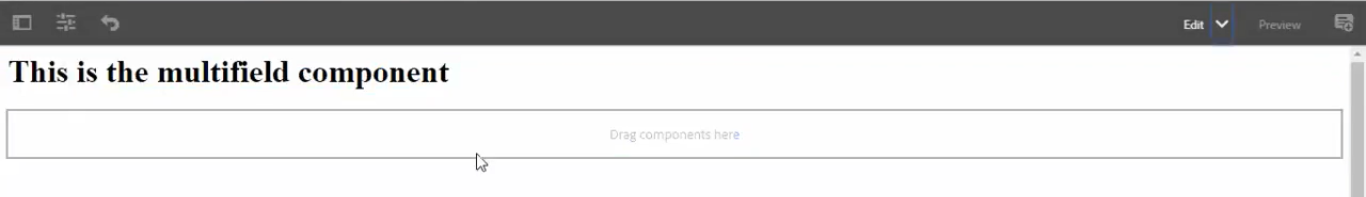 Edit
Preview
This is the multifield component
Drag components here